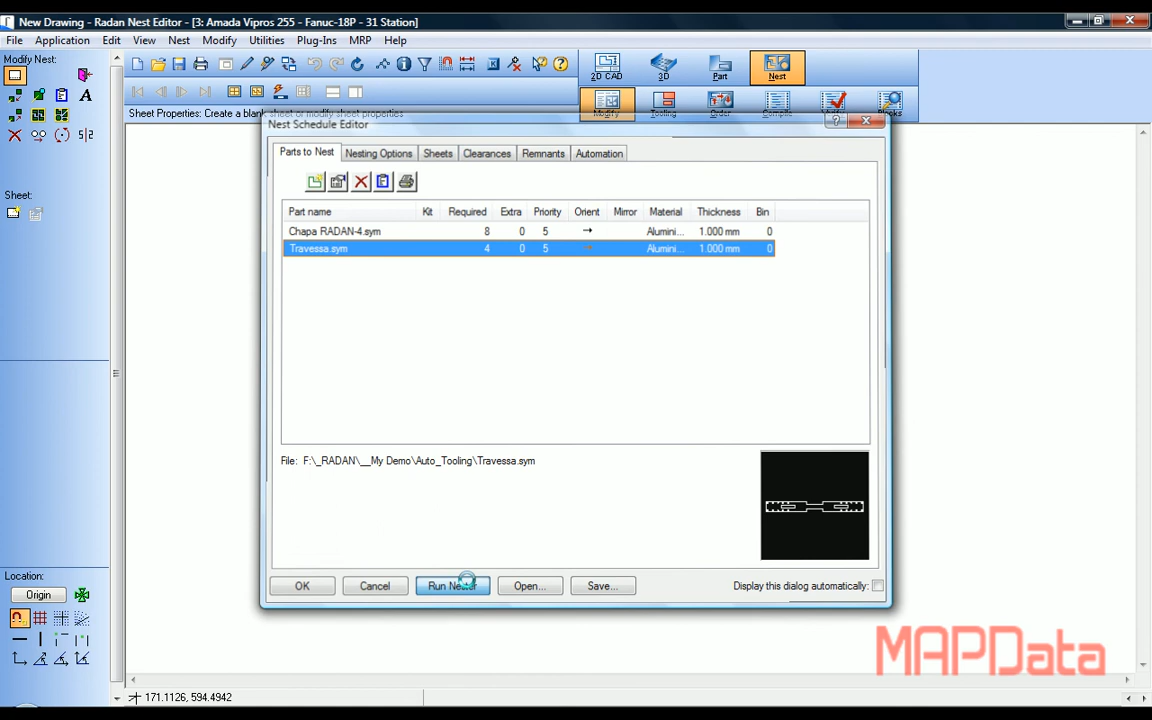 New Drawing - Radan Nest Editor - [3: Amada Vipros 255 - Fanuc-18P - 31 Station]
File Application Edit View Nest Modify Utilities Plug-Ins MRP Help
Modify Nest:
2D CAD 3D Part Nest
Tooling Order
Sheet Properties: Create a blank sheet or modify sheet properties
Nest Schedule Editor
Parts to Nest Nesting Options Sheets Clearances Remnants Automation
Sheet:
Part name Kit Required Extra Priority Orient Mirror Material Thickness Bin
Chapa RADAN-4.sym 8 0 5 → Alumini... 1.000 mm 0
Travessa.sym 4 0 5 → Alumini... 1.000 mm 0
File: F:\_RADAN\__My Demo\Auto_Tooling\Travessa.sym
OK Cancel Run Open... Save... Display this dialog automatically:
Location:
Origin
MAPData
171.1126, 594.4942